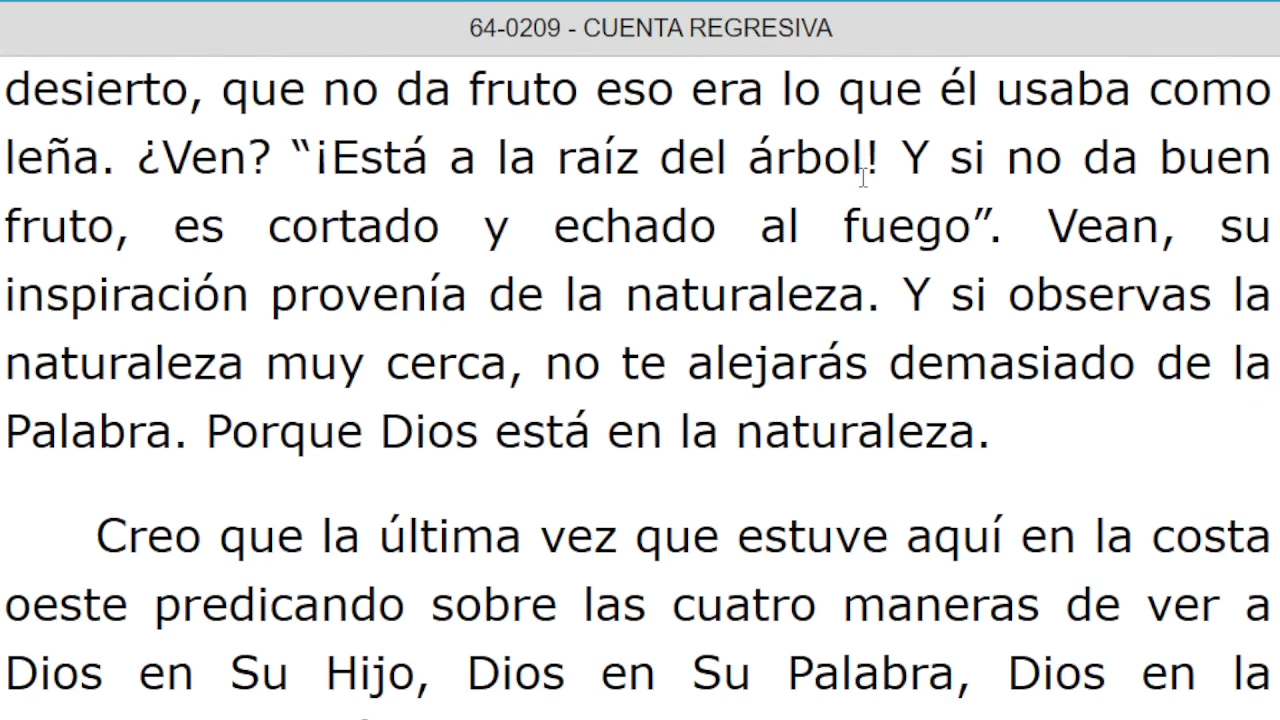 64-0209 - CUENTA REGRESIVA
desierto, que no da fruto eso era lo que él usaba como
leña. ¿Ven? “¡Está a la raíz del árbol! Y si no da buen
fruto, es cortado y echado al fuego”. Vean, su
inspiración provenía de la naturaleza. Y si observas la
naturaleza muy cerca, no te alejarás demasiado de la
Palabra. Porque Dios está en la naturaleza.
Creo que la última vez que estuve aquí en la costa
oeste predicando sobre las cuatro maneras de ver a
Dios en Su Hijo, Dios en Su Palabra, Dios en la